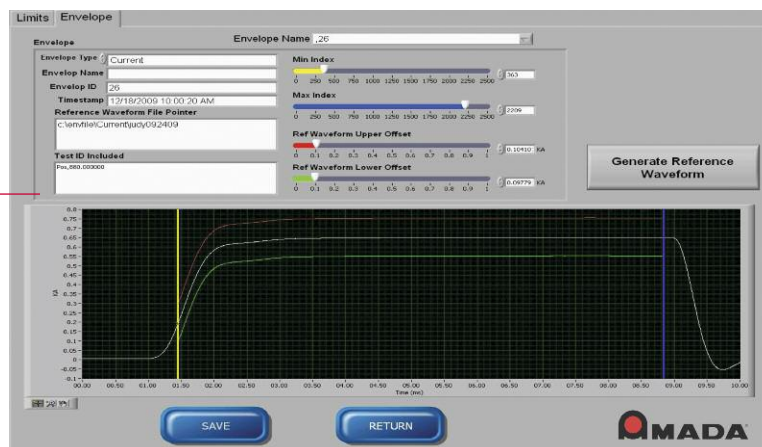 Limits Envelope
Envelope Name ,26
Envelope
Envelope Type Current
Envelop Name
Envelop ID 26
Timestamp 12/18/2009 10:00:20 AM
Reference
Waveform File Pointer
c:\envfile\Current\judy092409
Test ID Included
Pos,880,003000
Min Index
0 250 500 750 1000 1250 1500 1750 2000 2250 2500
363
Max Index
0 250 500 750 1000 1250 1500 1750 2000 2250 2500
2209
Ref Waveform Upper Offset
0 0.1 0.2 0.3 0.4 0.5 0.6 0.7 0.8 0.9 1
0.10410 KA
Ref Waveform Lower Offset
0 0.1 0.2 0.3 0.4 0.5 0.6 0.7 0.8 0.9 1
0.09779 KA
Generate Reference
Waveform
KA
0.8
0.75
0.7
0.65
0.6
0.55
0.5
0.45
0.4
0.35
0.3
0.25
0.2
0.15
0.1
0.05
0
-0.05
-0.1
00.00 00.50 01.00 01.50 02.00 02.50 03.00 03.50 04.00 04.50 05.00 05.50 06.00 06.50 07.00 07.50 08.00 08.50 09.00 09.50 10.00
Time (ms)
SAVE
RETURN
AMADA